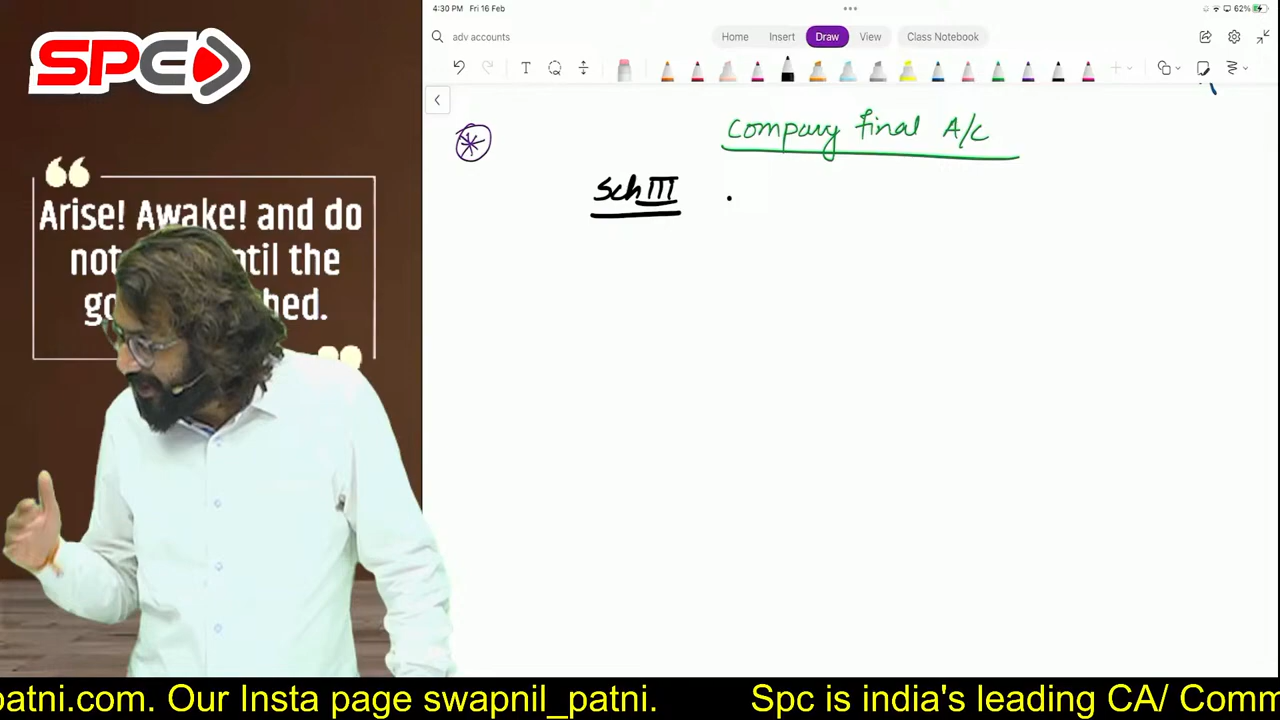 4:30 PM Fri 16 Feb
62%
adv accounts
Home Insert Draw View Class Notebook
SPC
Company final A/C
Sch III
Arise! Awake! and do
not until the
hed.
patni.com. Our Insta page swapnil_patni. Spc is india's leading CA/ Comm